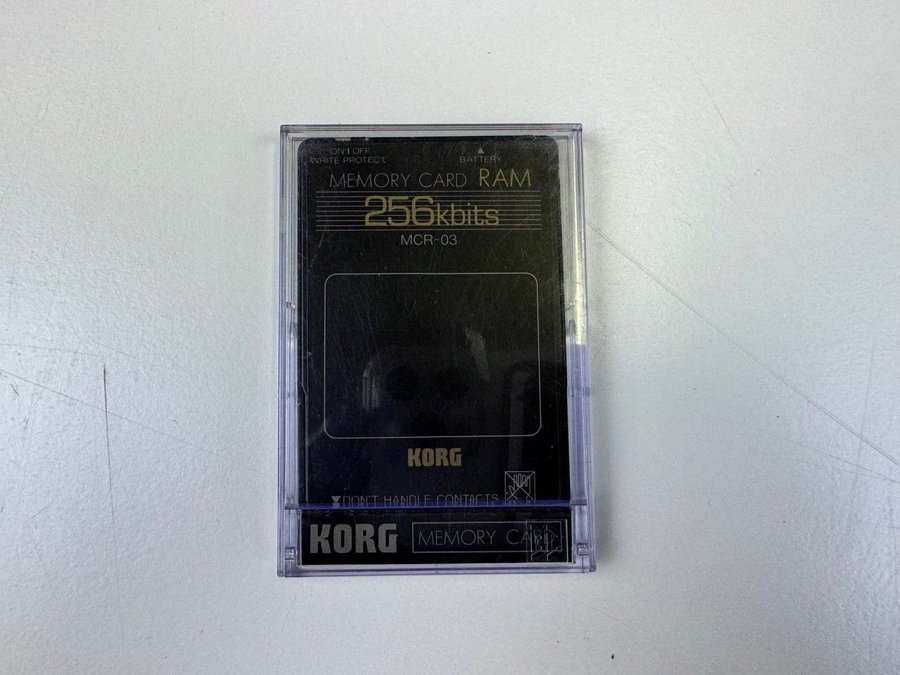 ON OFF
WRITE PROTECT
▲
BATTERY
MEMORY CARD RAM
256kbits
MCR-03
KORG
▼DON'T HANDLE CONTACTS
KORG
MEMORY CARD